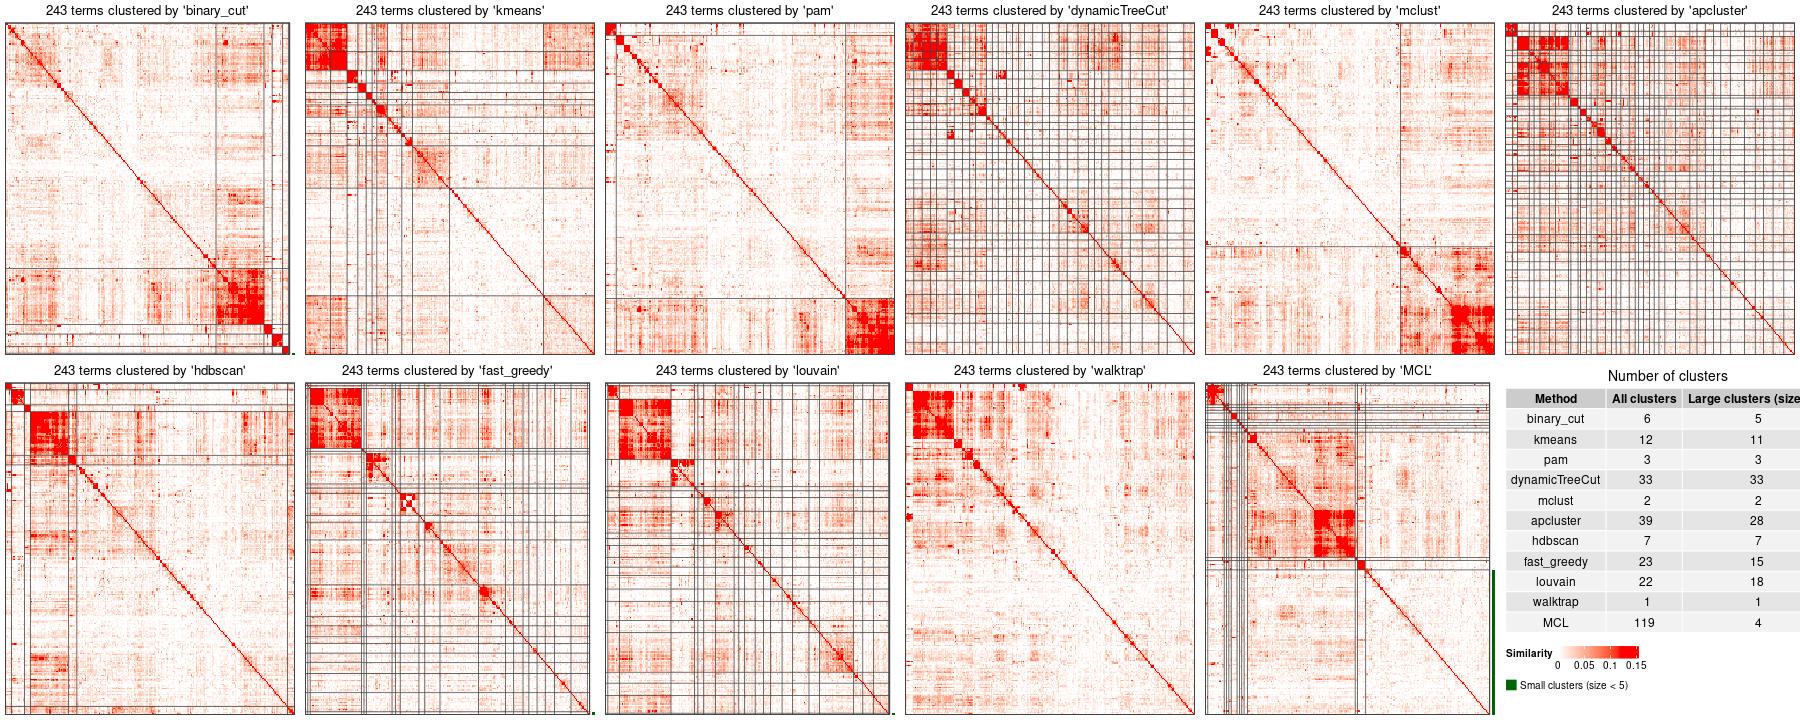 243 terms clustered by 'binary_cut'
243 terms clustered by 'kmeans'
243 terms clustered by 'pam'
243 terms clustered by 'dynamicTreeCut'
243 terms clustered by 'mclust'
243 terms clustered by 'apcluster'
243 terms clustered by 'hdbscan'
243 terms clustered by 'fast_greedy'
243 terms clustered by 'louvain'
243 terms clustered by 'walktrap'
243 terms clustered by 'MCL'
Number of clusters
Method All clusters Large clusters (size
binary_cut 6 5
kmeans 12 11
pam 3 3
dynamicTreeCut 33 33
mclust 2 2
apcluster 39 28
hdbscan 7 7
fast_greedy 23 15
louvain 22 18
walktrap 1 1
MCL 119 4
Similarity
0 0.05 0.1 0.15
Small clusters (size < 5)